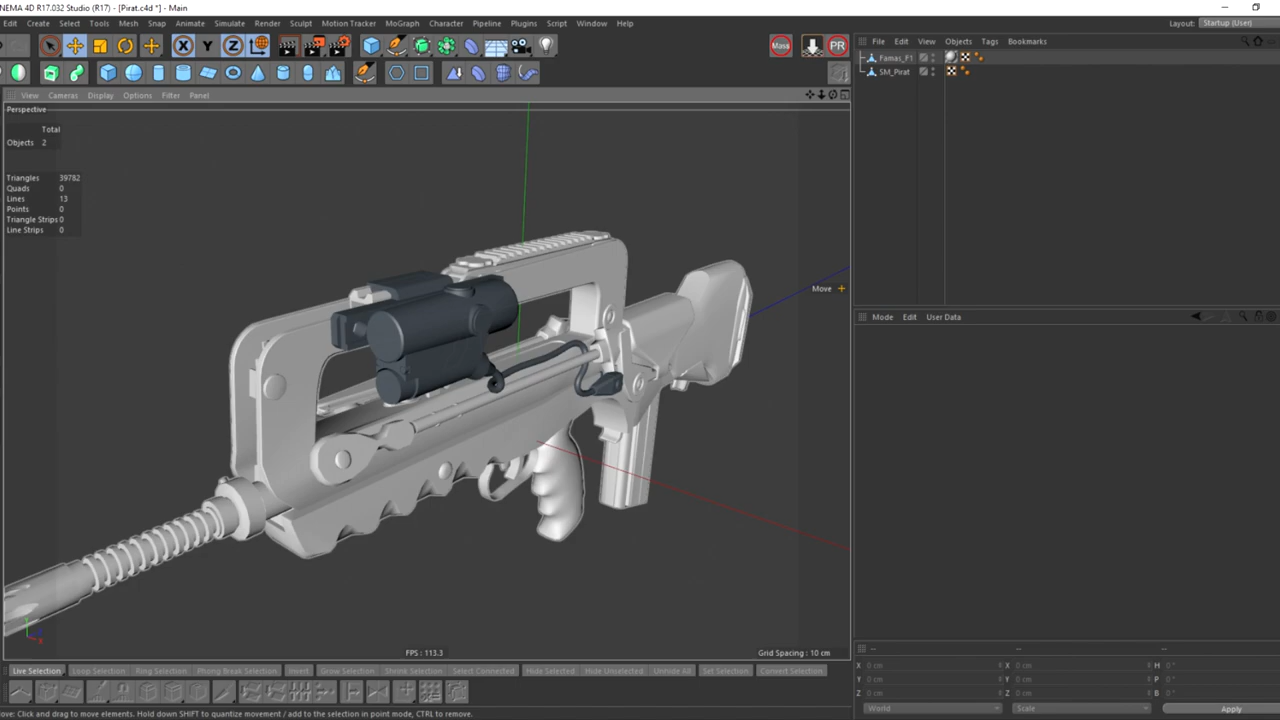 NEMA 4D R17.032 Studio (R17) - [Pirat.c4d *] - Main
Edit Create Select Tools Mesh Snap Animate Simulate Render Sculpt Motion Tracker MoGraph Character Pipeline Plugins Script Window Help Layout: Startup (User)
X Y Z Mass PR
File Edit View Objects Tags Bookmarks
Famas_F1
SM_Pirat
View Cameras Display Options Filter Panel
Perspective
Total
Objects 2
Triangles 39782
Quads 0
Lines 13
Points 0
Triangle Strips 0
Line Strips 0
Move
Mode Edit User Data
Y
X
FPS : 113.3
Grid Spacing : 10 cm
Live Selection Loop Selection Ring Selection Phong Break Selection Invert Grow Selection Shrink Selection Select Connected Hide Selected Hide Unselected Unhide All Set Selection Convert Selection
X 0 cm X 0 cm H 0 °
Y 0 cm Y 0 cm P 0 °
Z 0 cm Z 0 cm B 0 °
World Scale Apply
ove: Click and drag to move elements. Hold down SHIFT to quantize movement / add to the selection in point mode, CTRL to remove.